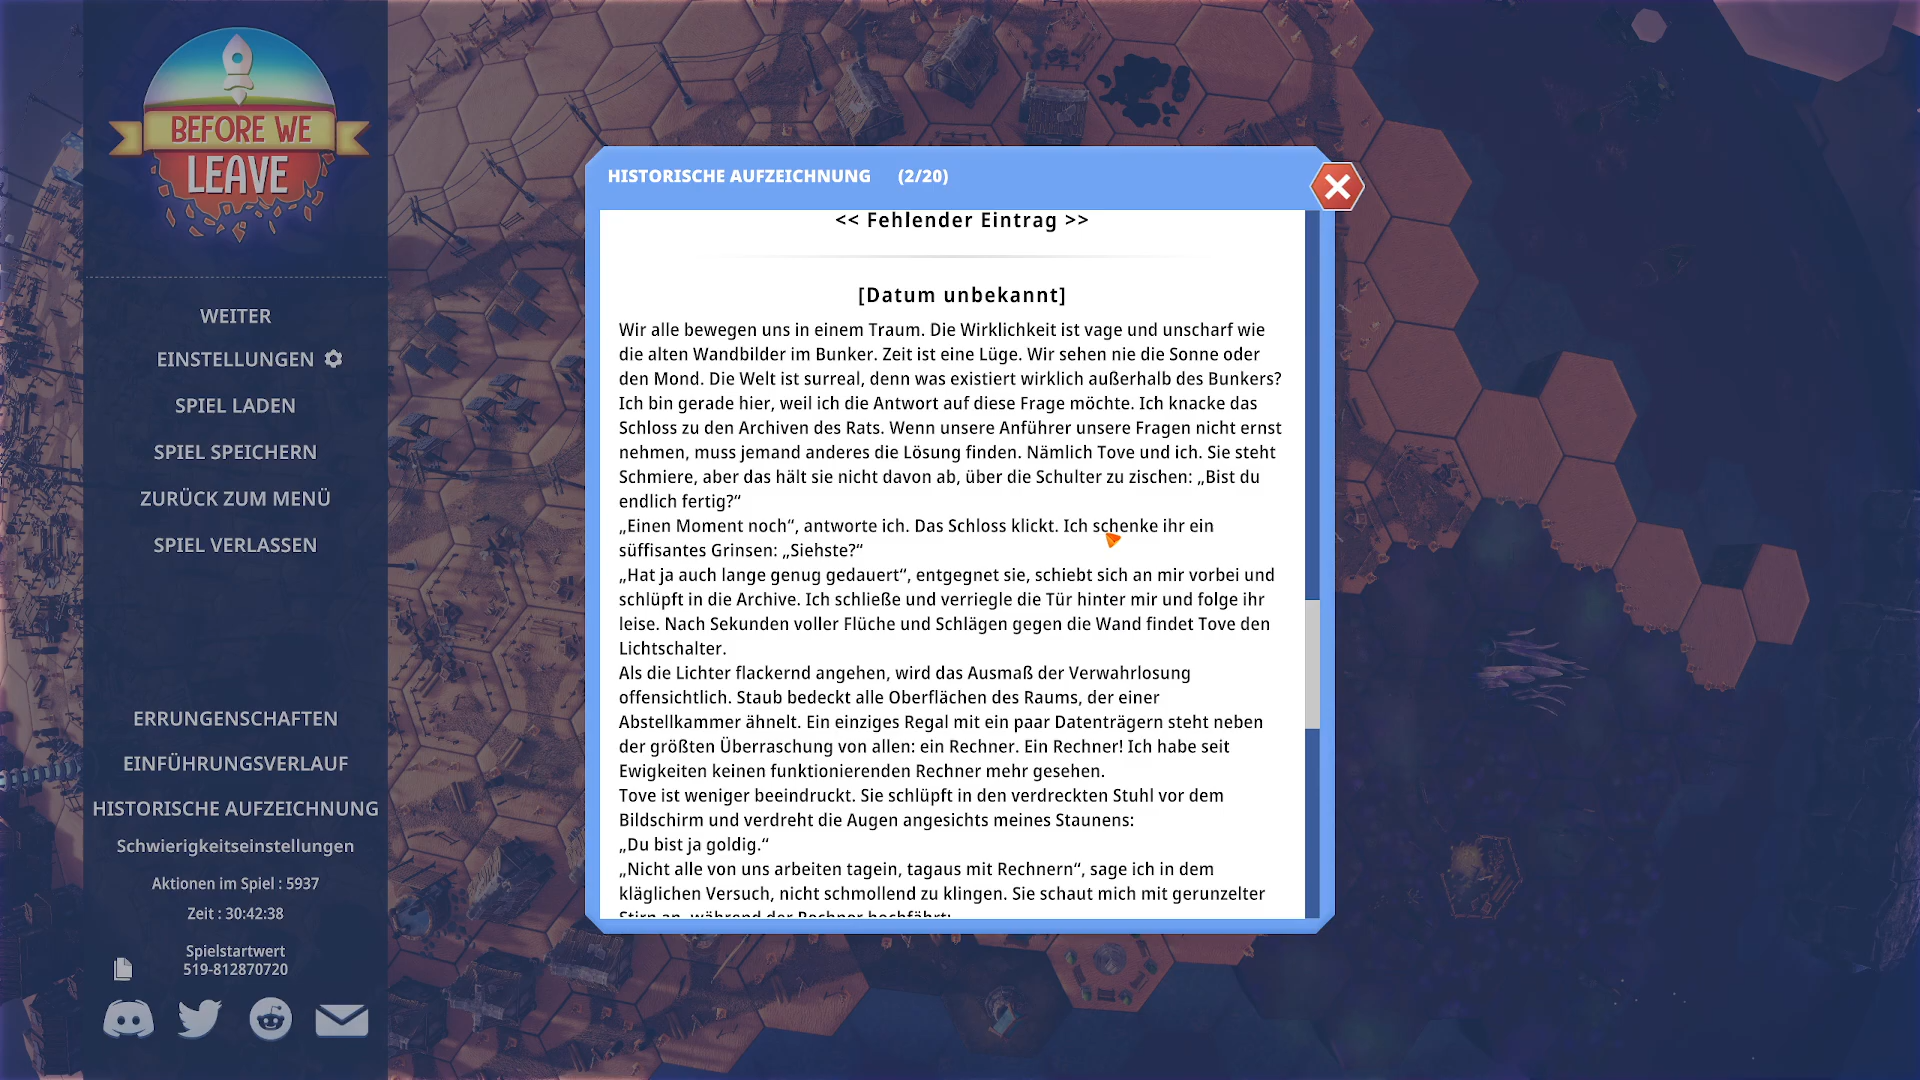 BEFORE WE
LEAVE
WEITER
EINSTELLUNGEN
SPIEL LADEN
SPIEL SPEICHERN
ZURÜCK ZUM MENÜ
SPIEL VERLASSEN
ERRUNGENSCHAFTEN
EINFÜHRUNGSVERLAUF
HISTORISCHE AUFZEICHNUNG
Schwierigkeitseinstellungen
Aktionen im Spiel : 5937
Zeit : 30:42:38
Spielstartwert
519-812870720
HISTORISCHE AUFZEICHNUNG (2/20)
<< Fehlender Eintrag >>
[Datum unbekannt]
Wir alle bewegen uns in einem Traum. Die Wirklichkeit ist vage und unscharf wie
die alten Wandbilder im Bunker. Zeit ist eine Lüge. Wir sehen nie die Sonne oder
den Mond. Die Welt ist surreal, denn was existiert wirklich außerhalb des Bunkers?
Ich bin gerade hier, weil ich die Antwort auf diese Frage möchte. Ich knacke das
Schloss zu den Archiven des Rats. Wenn unsere Anführer unsere Fragen nicht ernst
nehmen, muss jemand anderes die Lösung finden. Nämlich Tove und ich. Sie steht
Schmiere, aber das hält sie nicht davon ab, über die Schulter zu zischen: „Bist du
endlich fertig?“
„Einen Moment noch“, antworte ich. Das Schloss klickt. Ich schenke ihr ein
süffisantes Grinsen: „Siehste?“
„Hat ja auch lange genug gedauert“, entgegnet sie, schiebt sich an mir vorbei und
schlüpft in die Archive. Ich schließe und verriegle die Tür hinter mir und folge ihr
leise. Nach Sekunden voller Flüche und Schlägen gegen die Wand findet Tove den
Lichtschalter.
Als die Lichter flackernd angehen, wird das Ausmaß der Verwahrlosung
offensichtlich. Staub bedeckt alle Oberflächen des Raums, der einer
Abstellkammer ähnelt. Ein einziges Regal mit ein paar Datenträgern steht neben
der größten Überraschung von allen: ein Rechner. Ein Rechner! Ich habe seit
Ewigkeiten keinen funktionierenden Rechner mehr gesehen.
Tove ist weniger beeindruckt. Sie schlüpft in den verdreckten Stuhl vor dem
Bildschirm und verdreht die Augen angesichts meines Staunens:
„Du bist ja goldig.“
„Nicht alle von uns arbeiten tagein, tagaus mit Rechnern“, sage ich in dem
kläglichen Versuch, nicht schmollend zu klingen. Sie schaut mich mit gerunzelter
Stirn an, während der Rechner hochfährt: